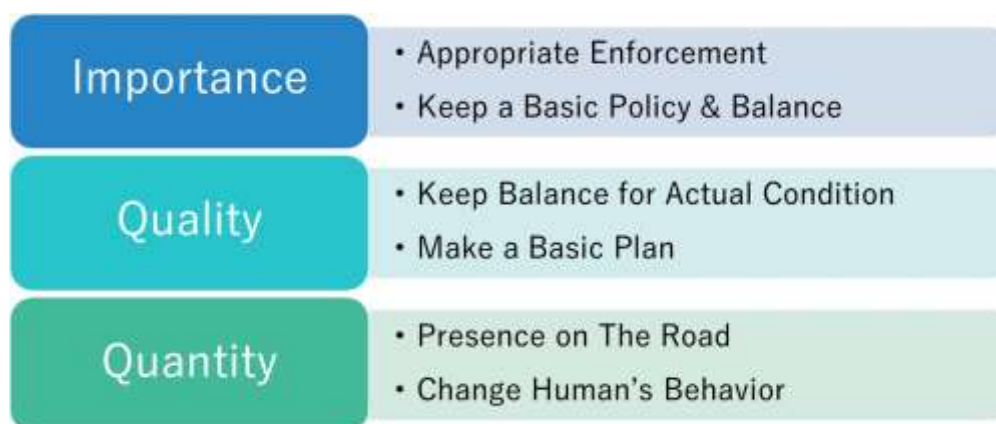 Importance
• Appropriate Enforcement
• Keep a Basic Policy & Balance
Quality
• Keep Balance for Actual Condition
• Make a Basic Plan
Quantity
• Presence on The Road
• Change Human’s Behavior